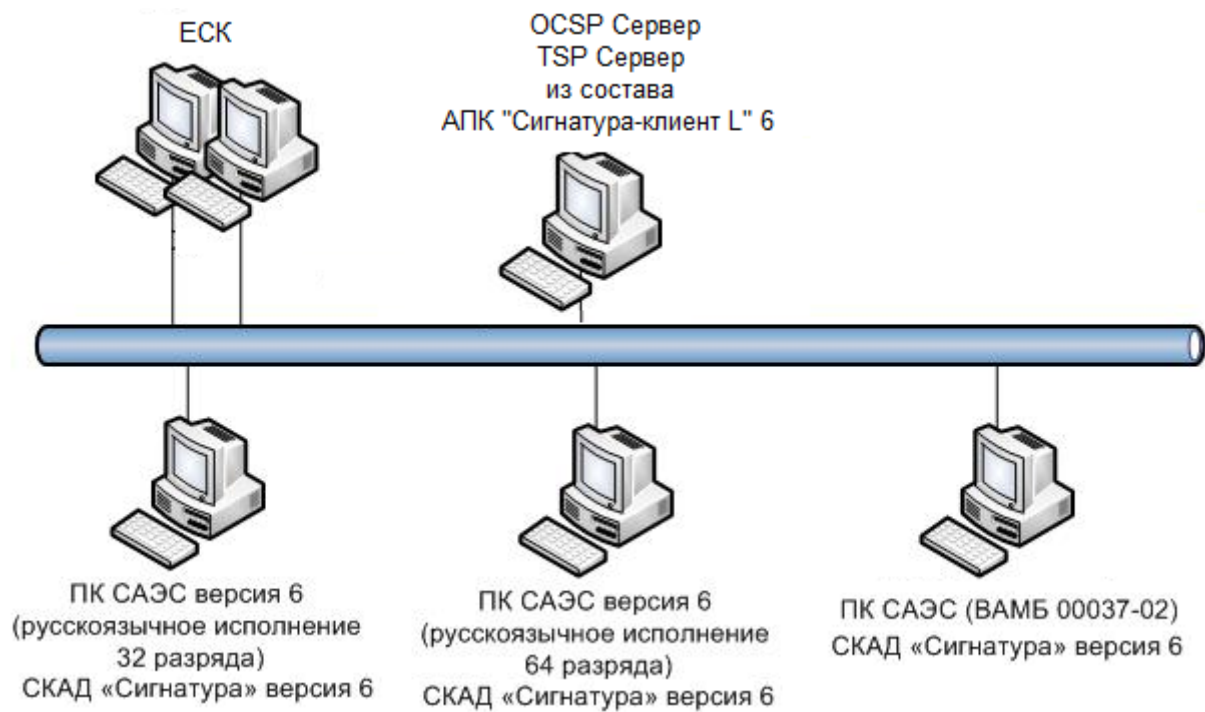 ЕСК
OCSP Сервер
TSP Сервер
из состава
АПК "Сигнатура-клиент L" 6
ПК САЭС версия 6
(русскоязычное исполнение
32 разряда)
СКАД «Сигнатура» версия 6
ПК САЭС версия 6
(русскоязычное исполнение
64 разряда)
СКАД «Сигнатура» версия 6
ПК САЭС (ВАМБ 00037-02)
СКАД «Сигнатура» версия 6